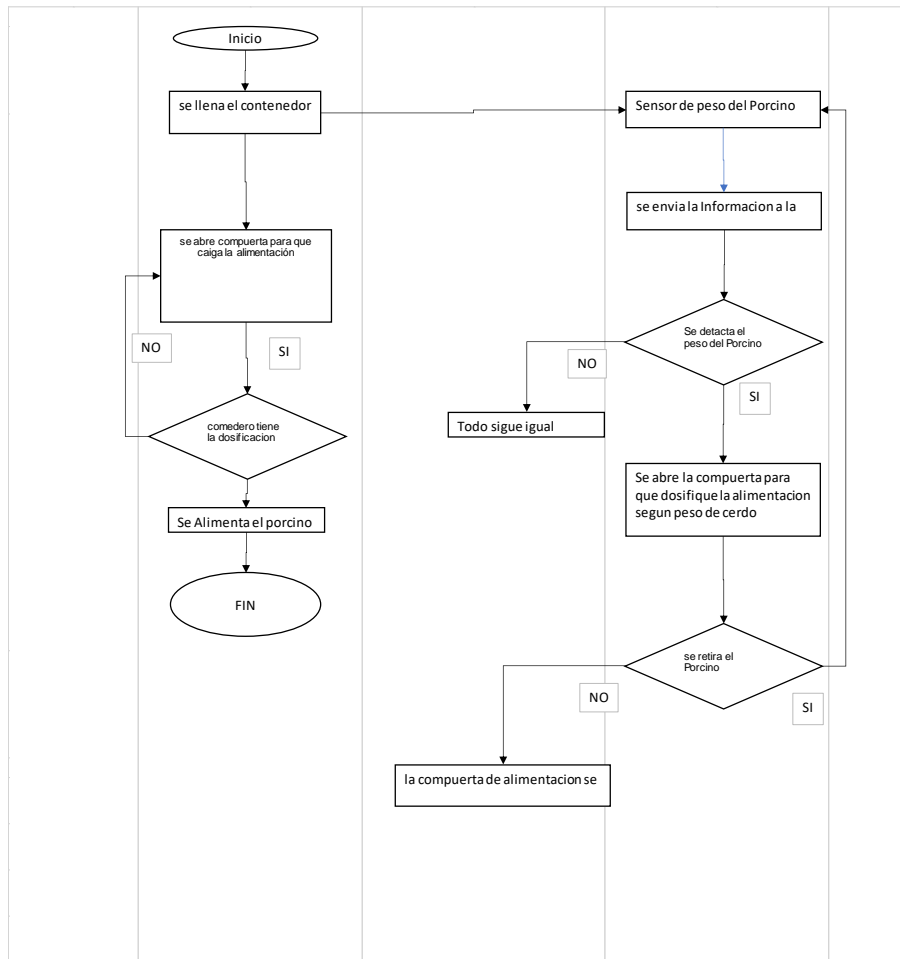 Inicio
se llena el contenedor
se abre compuerta para que
caiga la alimentación
NO
SI
comedero tiene
la dosificacion
Se Alimenta el porcino
FIN
Sensor de peso del Porcino
se envia la Informacion a la
Se detacta el
peso del Porcino
NO
SI
Todo sigue igual
Se abre la compuerta para
que dosifique la alimentacion
segun peso de cerdo
se retira el
Porcino
NO
SI
la compuerta de alimentacion se